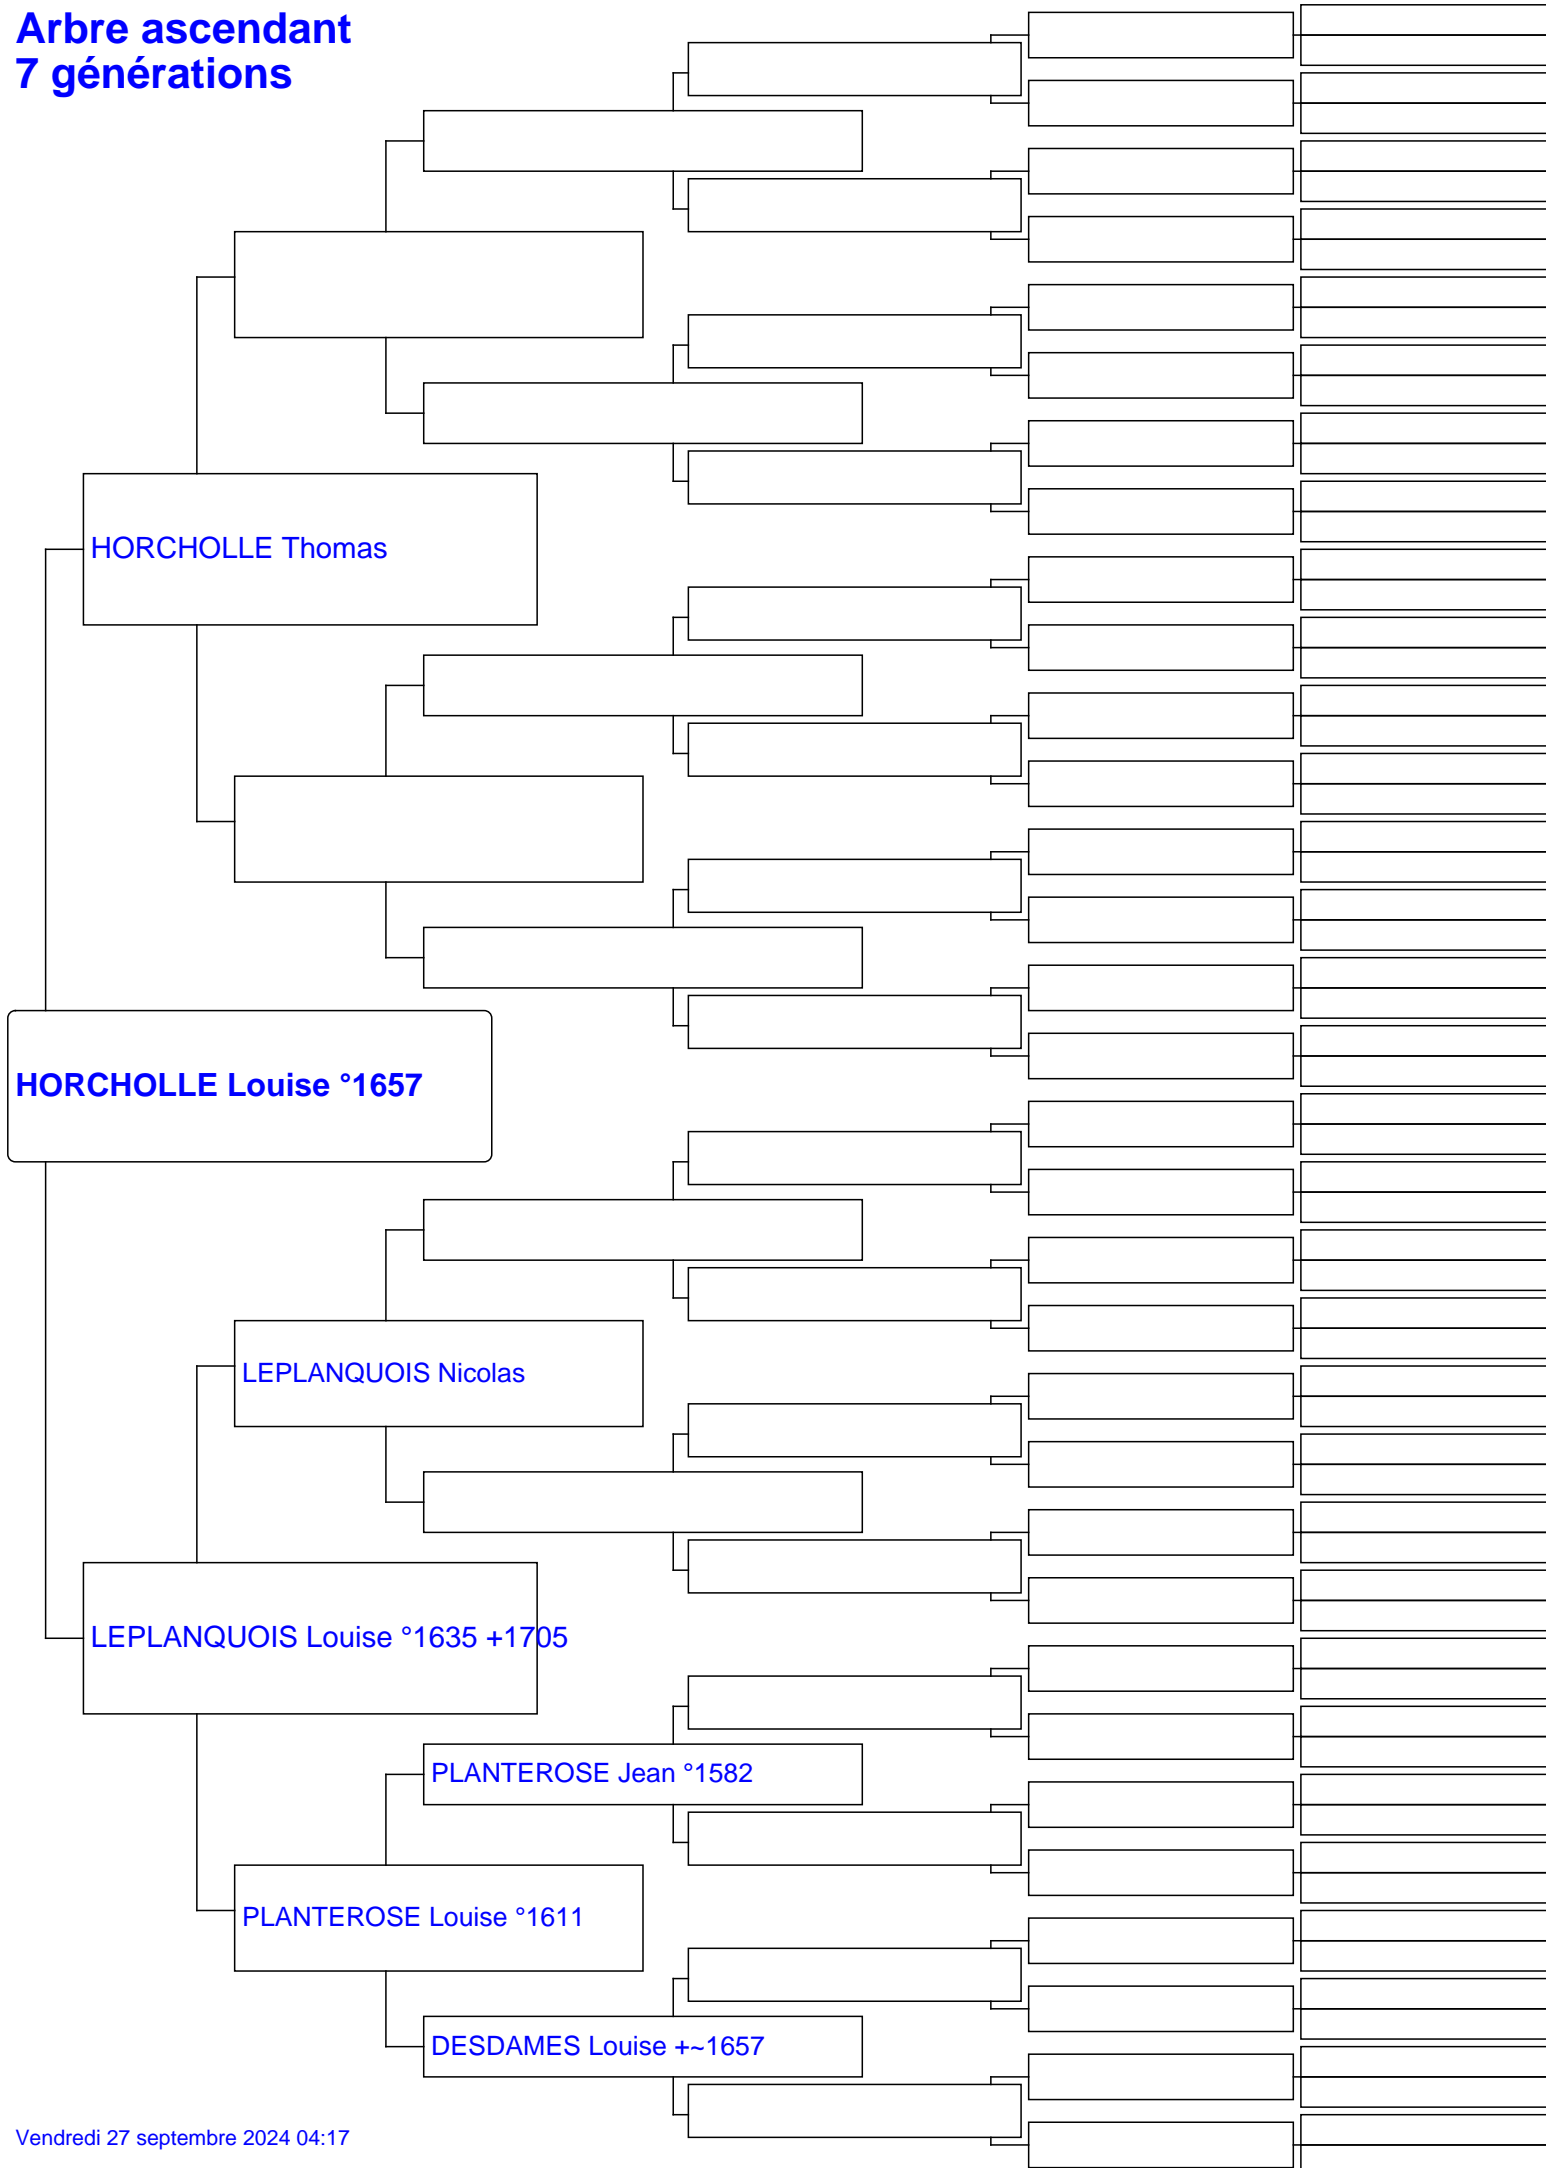 Arbre ascendant
7 générations
HORCHOLLE Thomas
HORCHOLLE Louise °1657
LEPLANQUOIS Nicolas
LEPLANQUOIS Louise °1635 +1705
PLANTEROSE Jean °1582
PLANTEROSE Louise °1611
DESDAMES Louise +~1657
Vendredi 27 septembre 2024 04:17